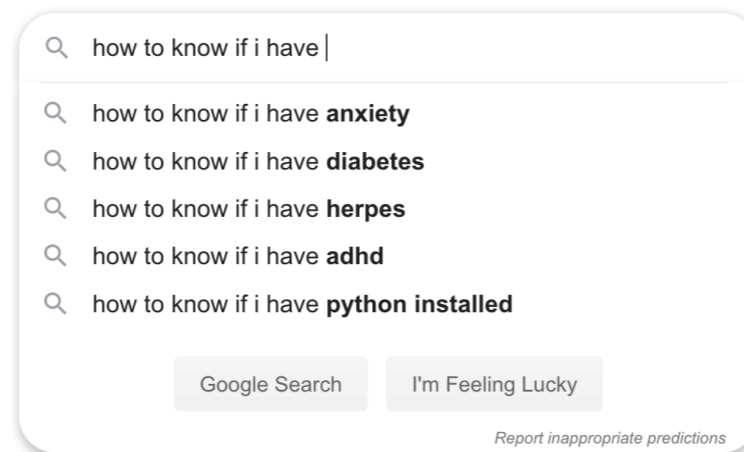 how to know if i have
how to know if i have anxiety
how to know if i have diabetes
how to know if i have herpes
how to know if i have adhd
how to know if i have python installed
Google Search I'm Feeling Lucky
Report inappropriate predictions